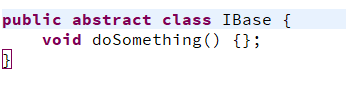 public abstract class IBase {
    void doSomething() {};
}